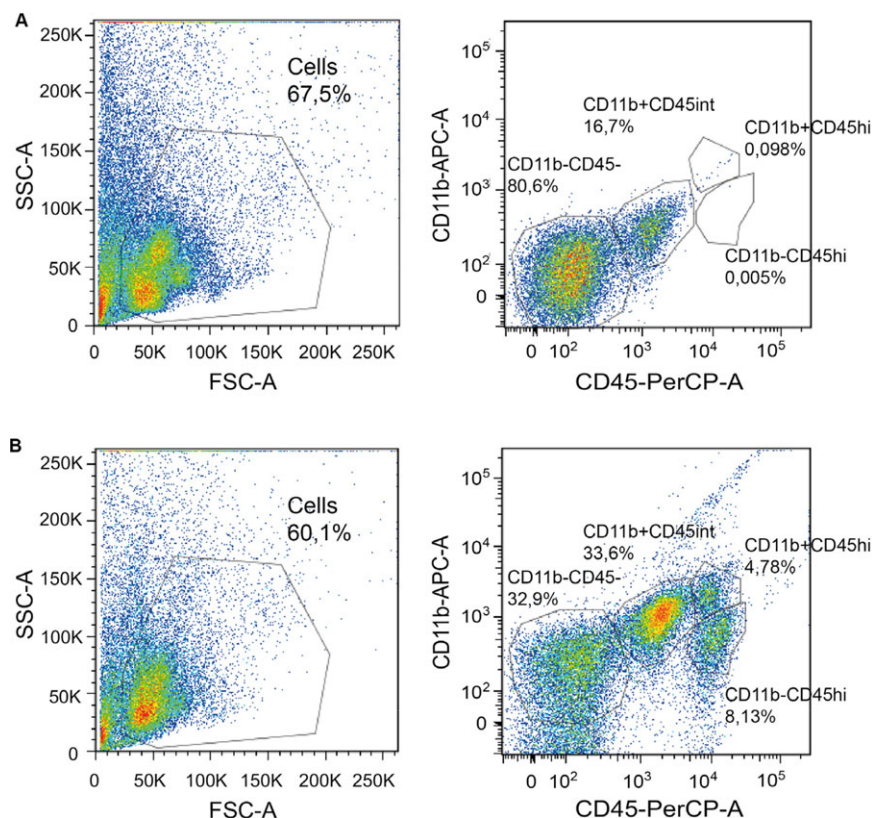 A
250K
200K
150K
100K
50K
0
SSC-A
Cells
67,5%
0 50K 100K 150K 200K 250K
FSC-A
10^5
10^4
10^3
10^2
0
CD11b-APC-A
CD11b+CD45int
16,7%
CD11b+CD45hi
0,098%
CD11b-CD45-
80,6%
CD11b-CD45hi
0,005%
0 10^2 10^3 10^4 10^5
CD45-PerCP-A
B
250K
200K
150K
100K
50K
0
SSC-A
Cells
60,1%
0 50K 100K 150K 200K 250K
FSC-A
10^5
10^4
10^3
10^2
0
CD11b-APC-A
CD11b+CD45int
33,6%
CD11b+CD45hi
4,78%
CD11b-CD45-
32,9%
CD11b-CD45hi
8,13%
0 10^2 10^3 10^4 10^5
CD45-PerCP-A